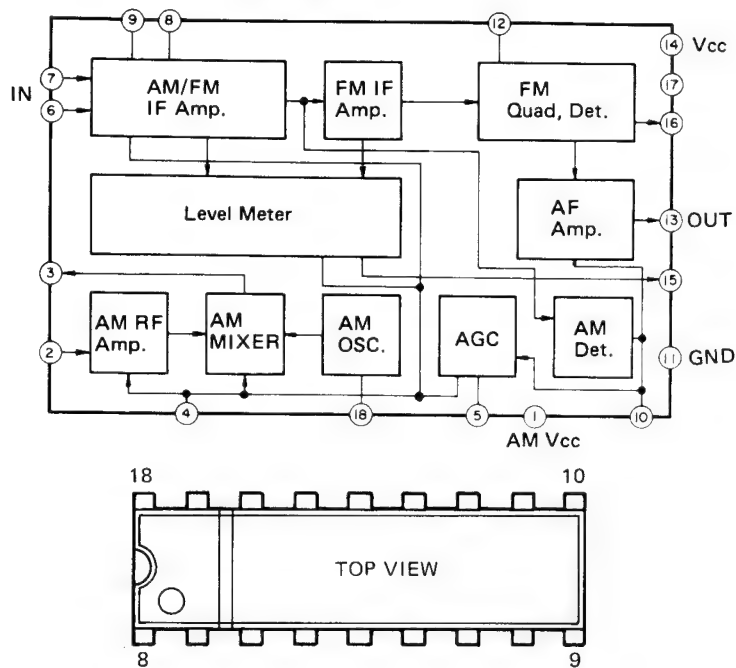 9 8 12
14 Vcc
7 AM/FM FM IF FM 17
IN IF Amp. Amp. Quad, Det.
6 16
Level Meter AF 13 OUT
Amp.
3 15
AM RF AM AM AGC AM
Amp. MIXER OSC. Det.
2 11 GND
4 18 5 1 10
AM Vcc
18 10
TOP VIEW
8 9